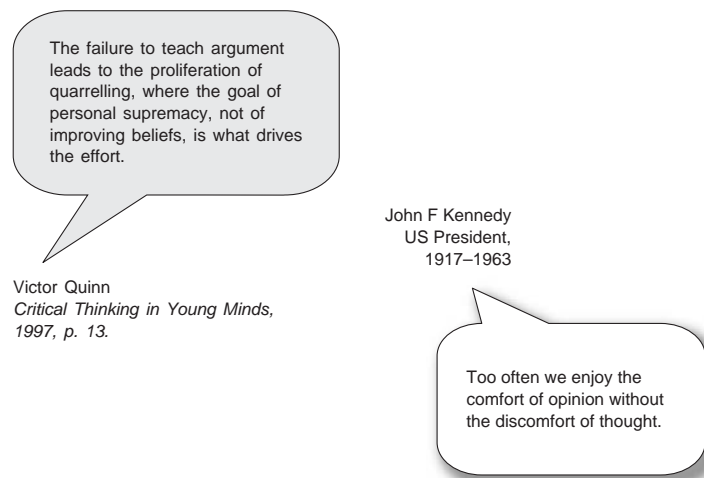 The failure to teach argument
leads to the proliferation of
quarrelling, where the goal of
personal supremacy, not of
improving beliefs, is what drives
the effort.
Victor Quinn
Critical Thinking in Young Minds,
1997, p. 13.
John F Kennedy
US President,
1917–1963
Too often we enjoy the
comfort of opinion without
the discomfort of thought.